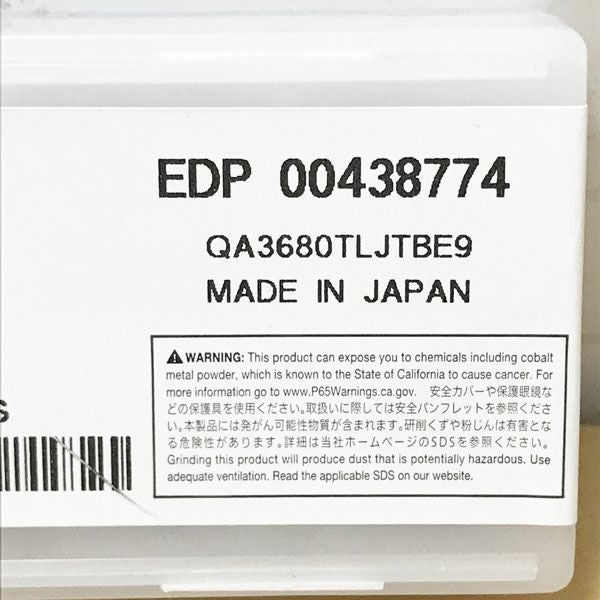 EDP 00438774
QA3680TLJTBE9
MADE IN JAPAN
⚠WARNING: This product can expose you to chemicals including cobalt
metal powder, which is known to the State of California to cause cancer. For
more information go to www.P65Warnings.ca.gov. 安全カバーや保護眼鏡な
どの保護具を使用ください。取扱いに際しては安全パンフレットを参照くださ
い。本製品には発がん可能性物質が含まれます。研削くずや粉じんは有害とな
る危険性があります。詳細は当社ホームページのSDSを参照ください。
Grinding this product will produce dust that is potentially hazardous. Use
adequate ventilation. Read the applicable SDS on our website.
S